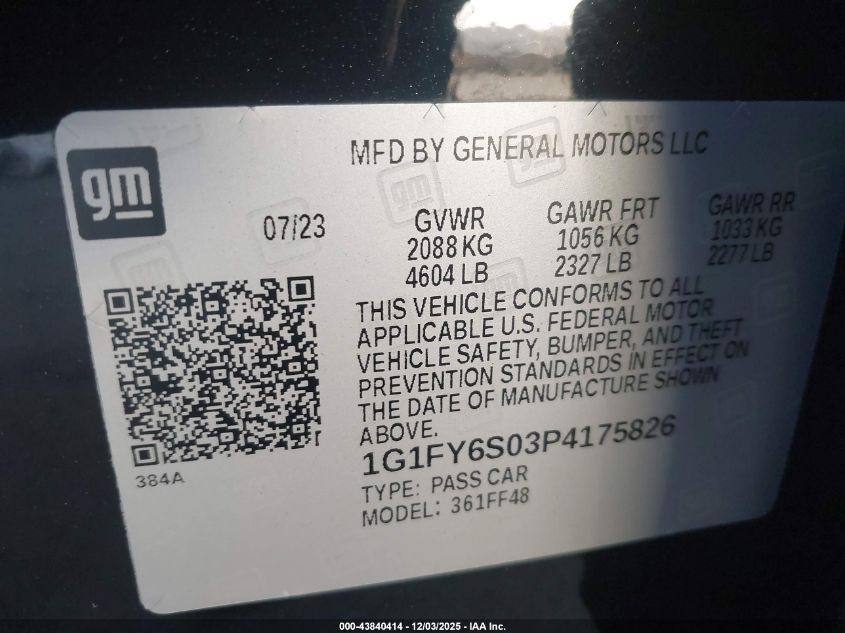 MFD BY GENERAL MOTORS LLC
gm
07/23
GVWR
2088 KG
4604 LB
GAWR FRT
1056 KG
2327 LB
GAWR RR
1033 KG
2277 LB
THIS VEHICLE CONFORMS TO ALL
APPLICABLE U.S. FEDERAL MOTOR
VEHICLE SAFETY, BUMPER, AND THEFT
PREVENTION STANDARDS IN EFFECT ON
THE DATE OF MANUFACTURE SHOWN
ABOVE.
384A
1G1FY6S03P4175826
TYPE: PASS CAR
MODEL: 361FF48
000-43840414 - 12/03/2025 - IAA Inc.